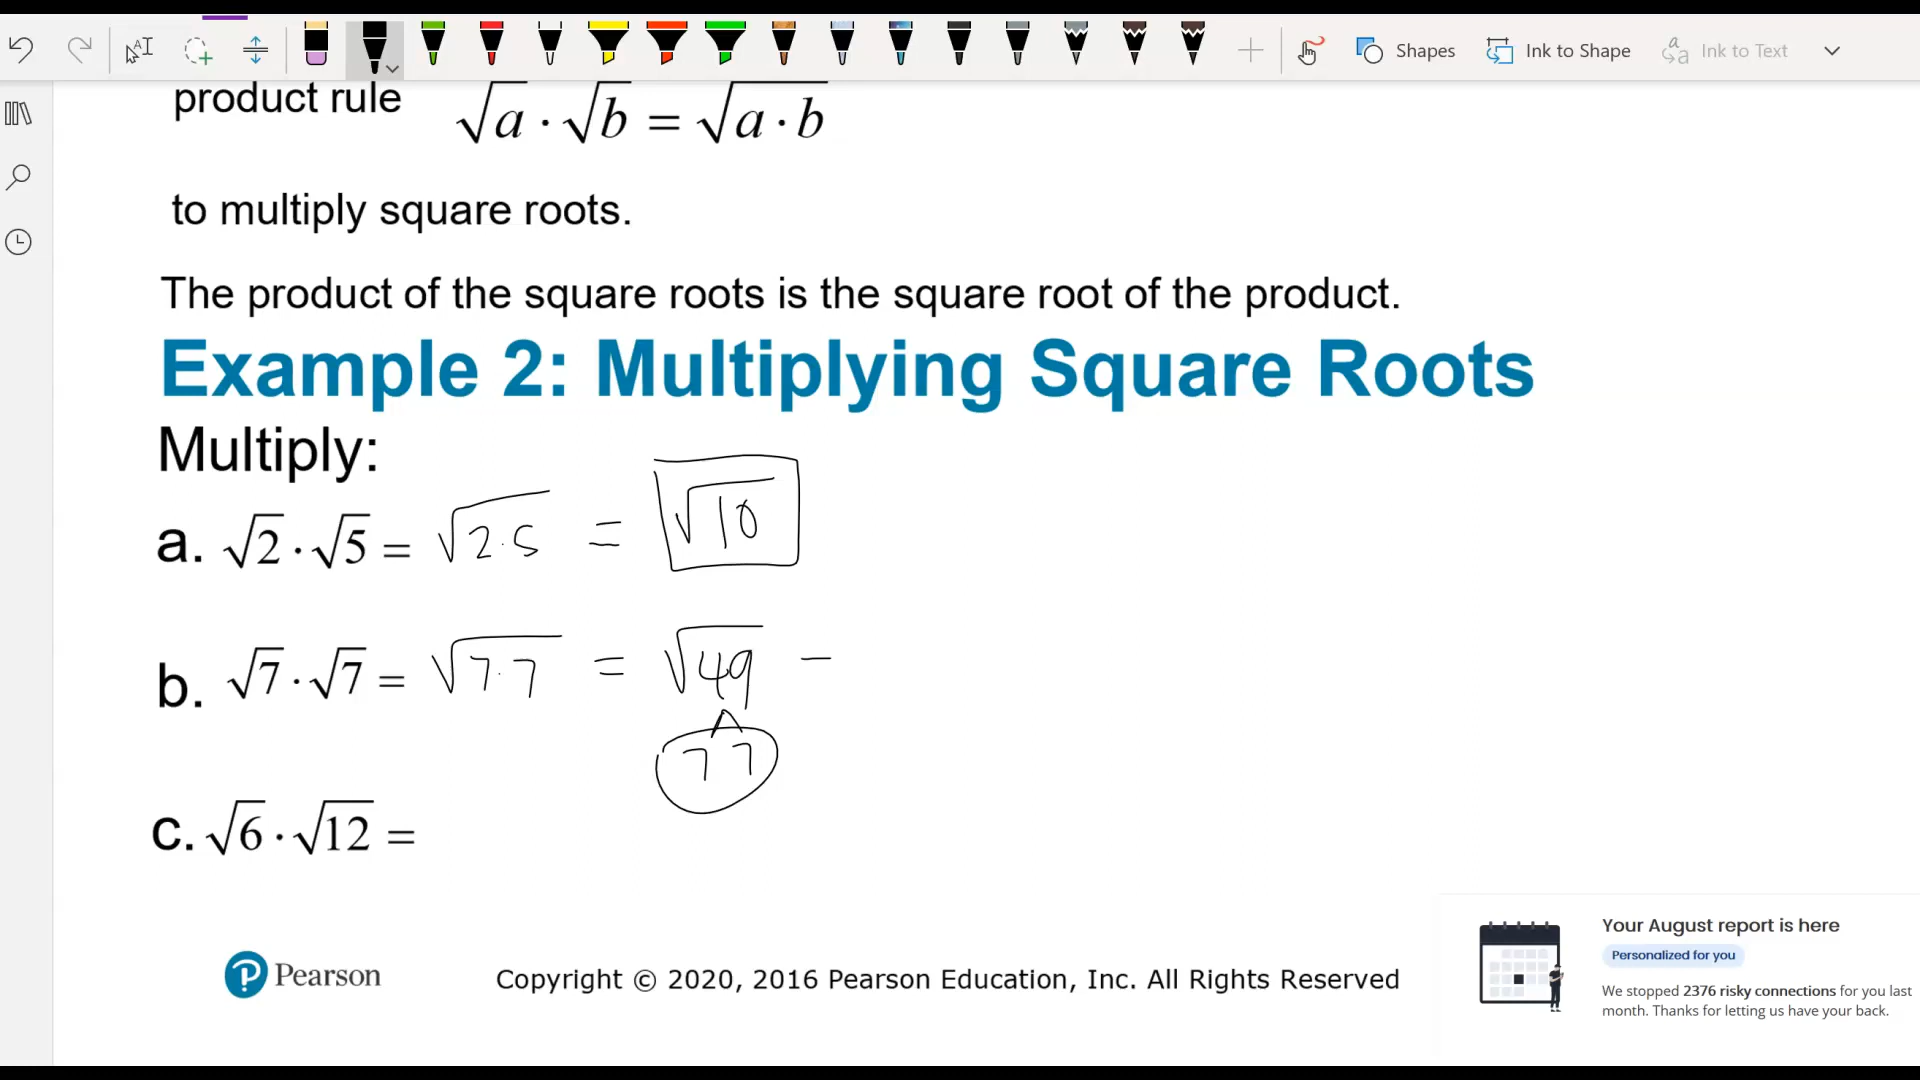 Shapes
Ink to Shape
Ink to Text
product rule √a · √b = √a · b
to multiply square roots.
The product of the square roots is the square root of the product.
Example 2: Multiplying Square Roots
Multiply:
a. √2 · √5 = √2·5 = √10
b. √7 · √7 = √7·7 = √49 –
7 7
c. √6 · √12 =
Pearson
Copyright © 2020, 2016 Pearson Education, Inc. All Rights Reserved
Your August report is here
Personalized for you
We stopped 2376 risky connections for you last
month. Thanks for letting us have your back.